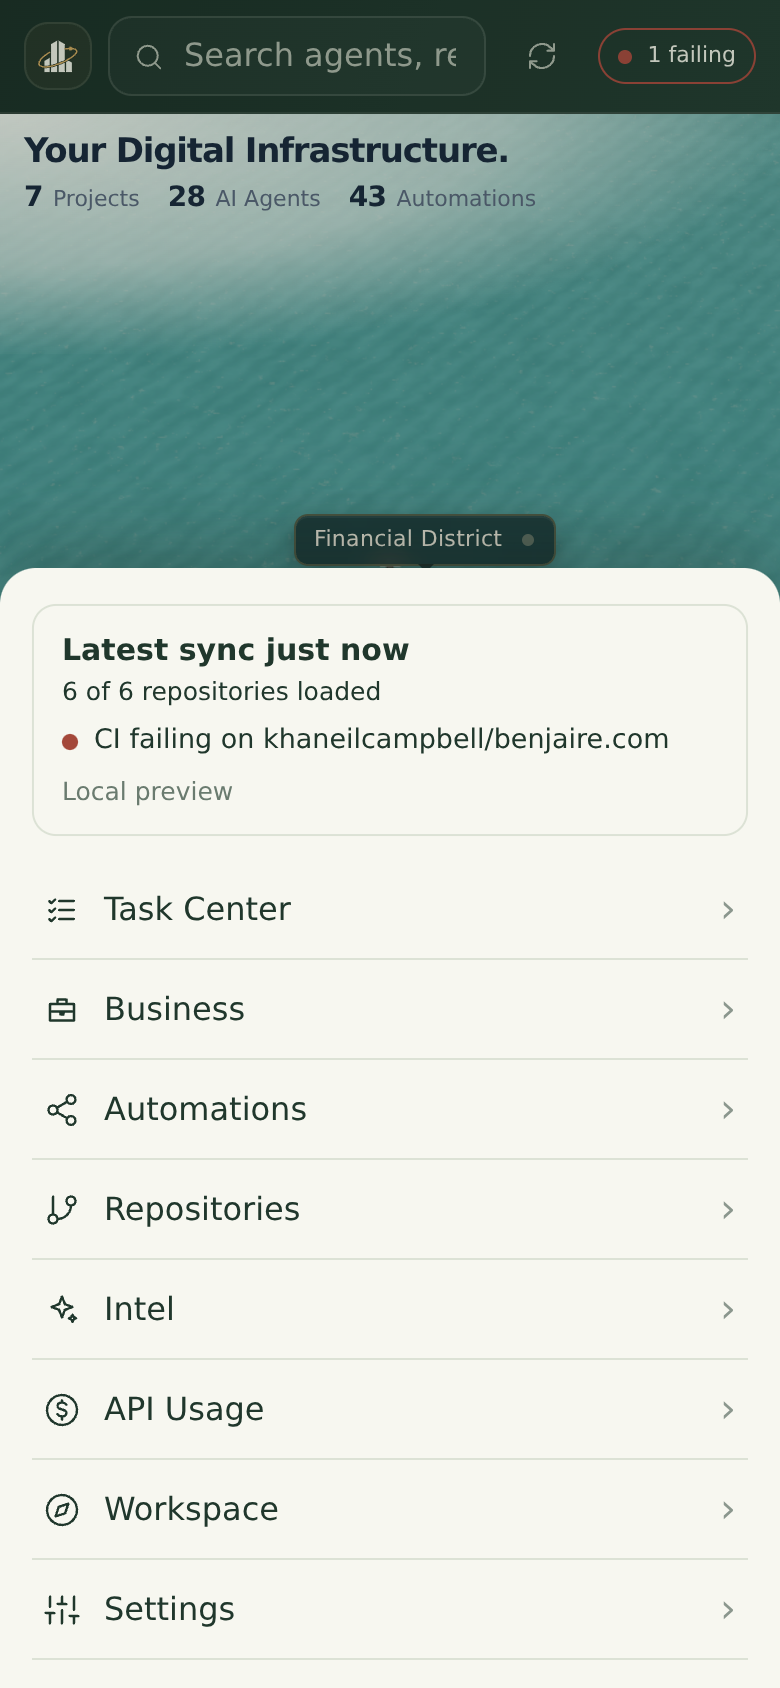 Search agents, re
1 failing
Your Digital Infrastructure.
7 Projects 28 AI Agents 43 Automations
Financial District
Latest sync just now
6 of 6 repositories loaded
CI failing on khaneilcampbell/benjaire.com
Local preview
Task Center
Business
Automations
Repositories
Intel
API Usage
Workspace
Settings